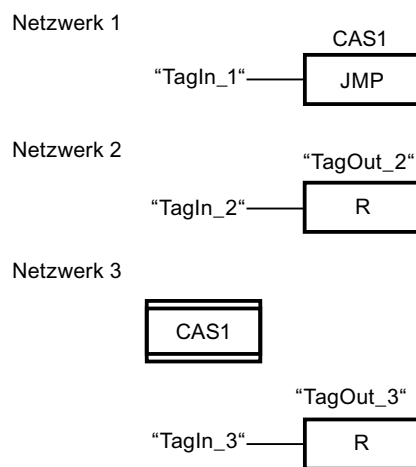 Netzwerk 1
CAS1
“TagIn_1“ JMP
Netzwerk 2
“TagOut_2“
“TagIn_2“ R
Netzwerk 3
CAS1
“TagOut_3“
“TagIn_3“ R